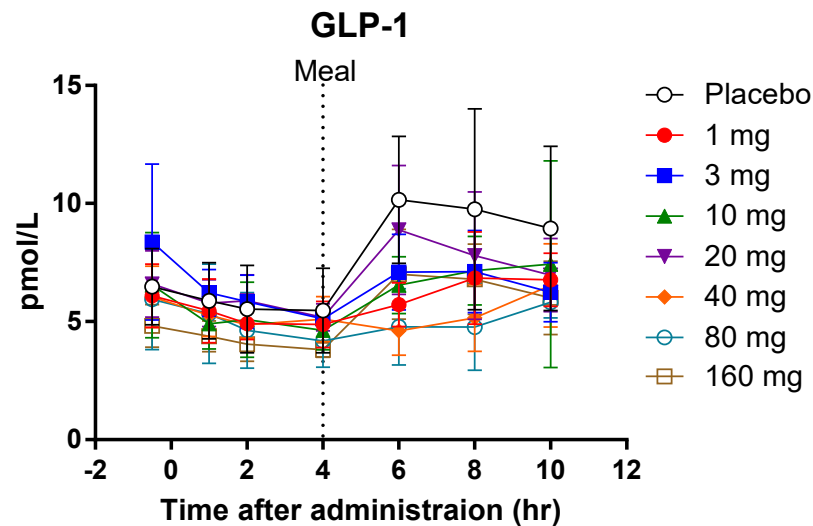 GLP-1
Meal
15
10
5
0
pmol/L
-2 0 2 4 6 8 10 12
Time after administraion (hr)
Placebo
1 mg
3 mg
10 mg
20 mg
40 mg
80 mg
160 mg